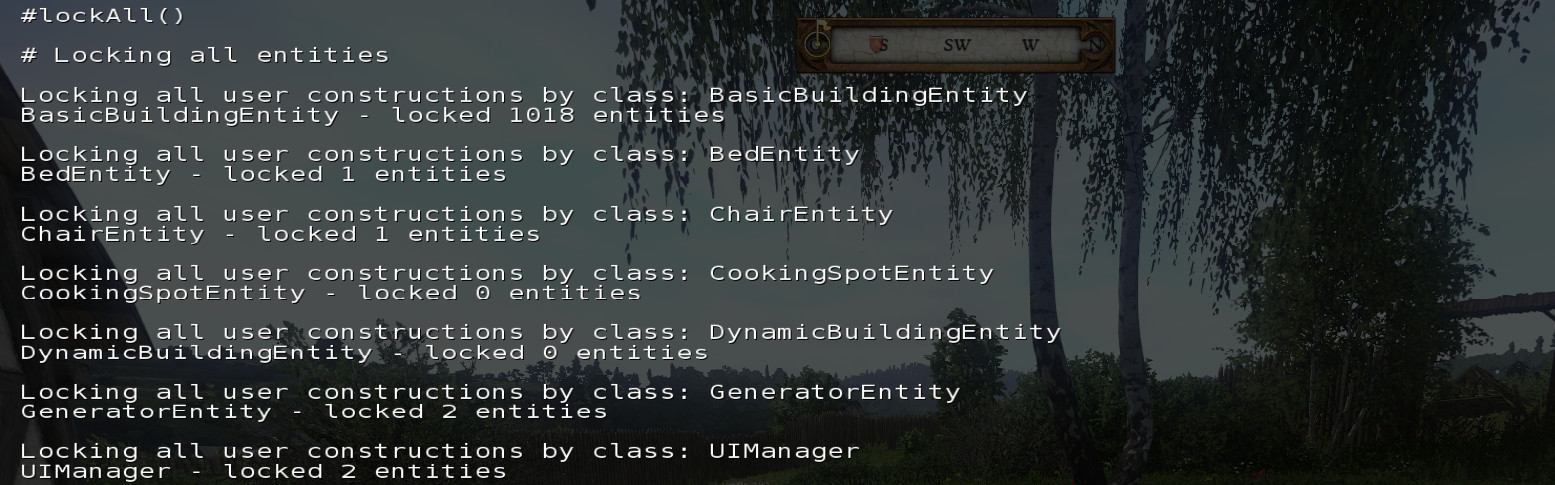 #lockAll()
S SW W N
# Locking all entities
Locking all user constructions by class: BasicBuildingEntity
BasicBuildingEntity - locked 1018 entities
Locking all user constructions by class: BedEntity
BedEntity - locked 1 entities
Locking all user constructions by class: ChairEntity
ChairEntity - locked 1 entities
Locking all user constructions by class: CookingSpotEntity
CookingSpotEntity - locked 0 entities
Locking all user constructions by class: DynamicBuildingEntity
DynamicBuildingEntity - locked 0 entities
Locking all user constructions by class: GeneratorEntity
GeneratorEntity - locked 2 entities
Locking all user constructions by class: UIManager
UIManager - locked 2 entities